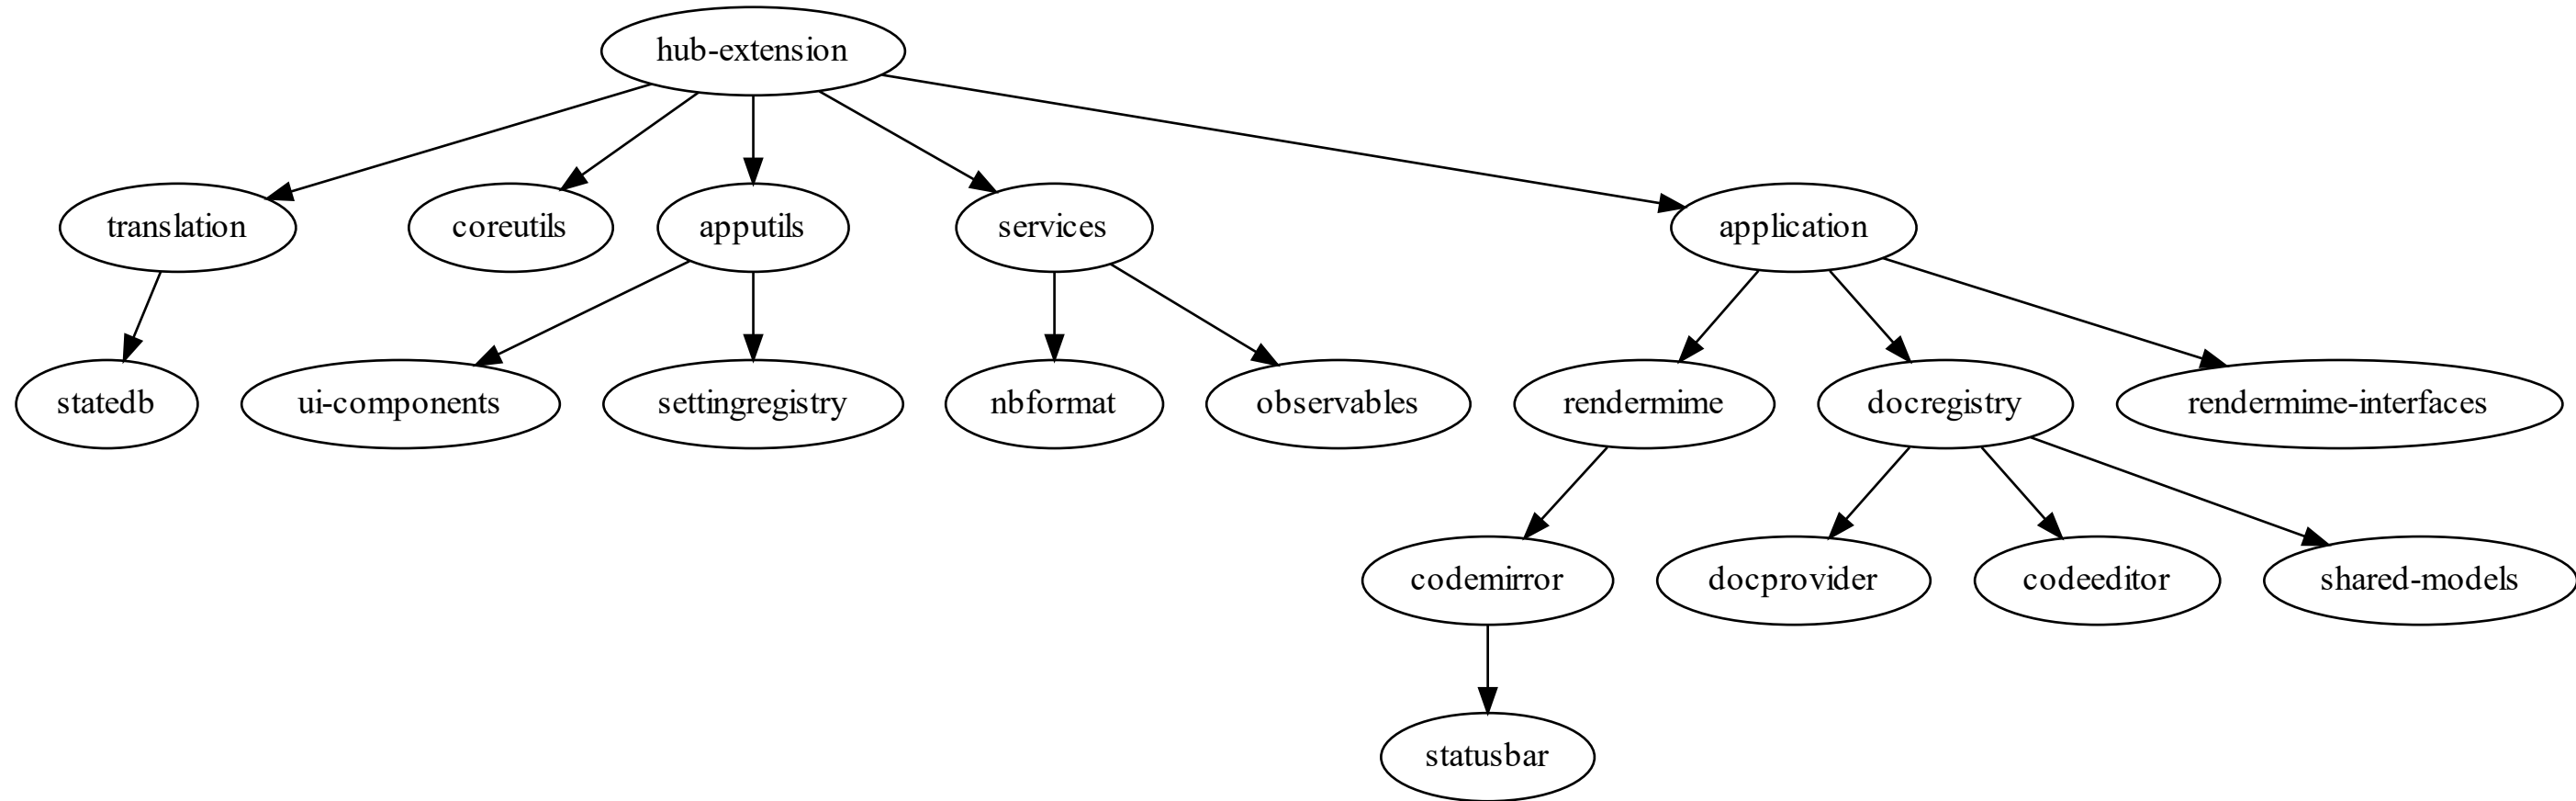 hub-extension
translation
coreutils
apputils
services
application
statedb
ui-components
settingregistry
nbformat
observables
rendermime
docregistry
rendermime-interfaces
codemirror
docprovider
codeeditor
shared-models
statusbar